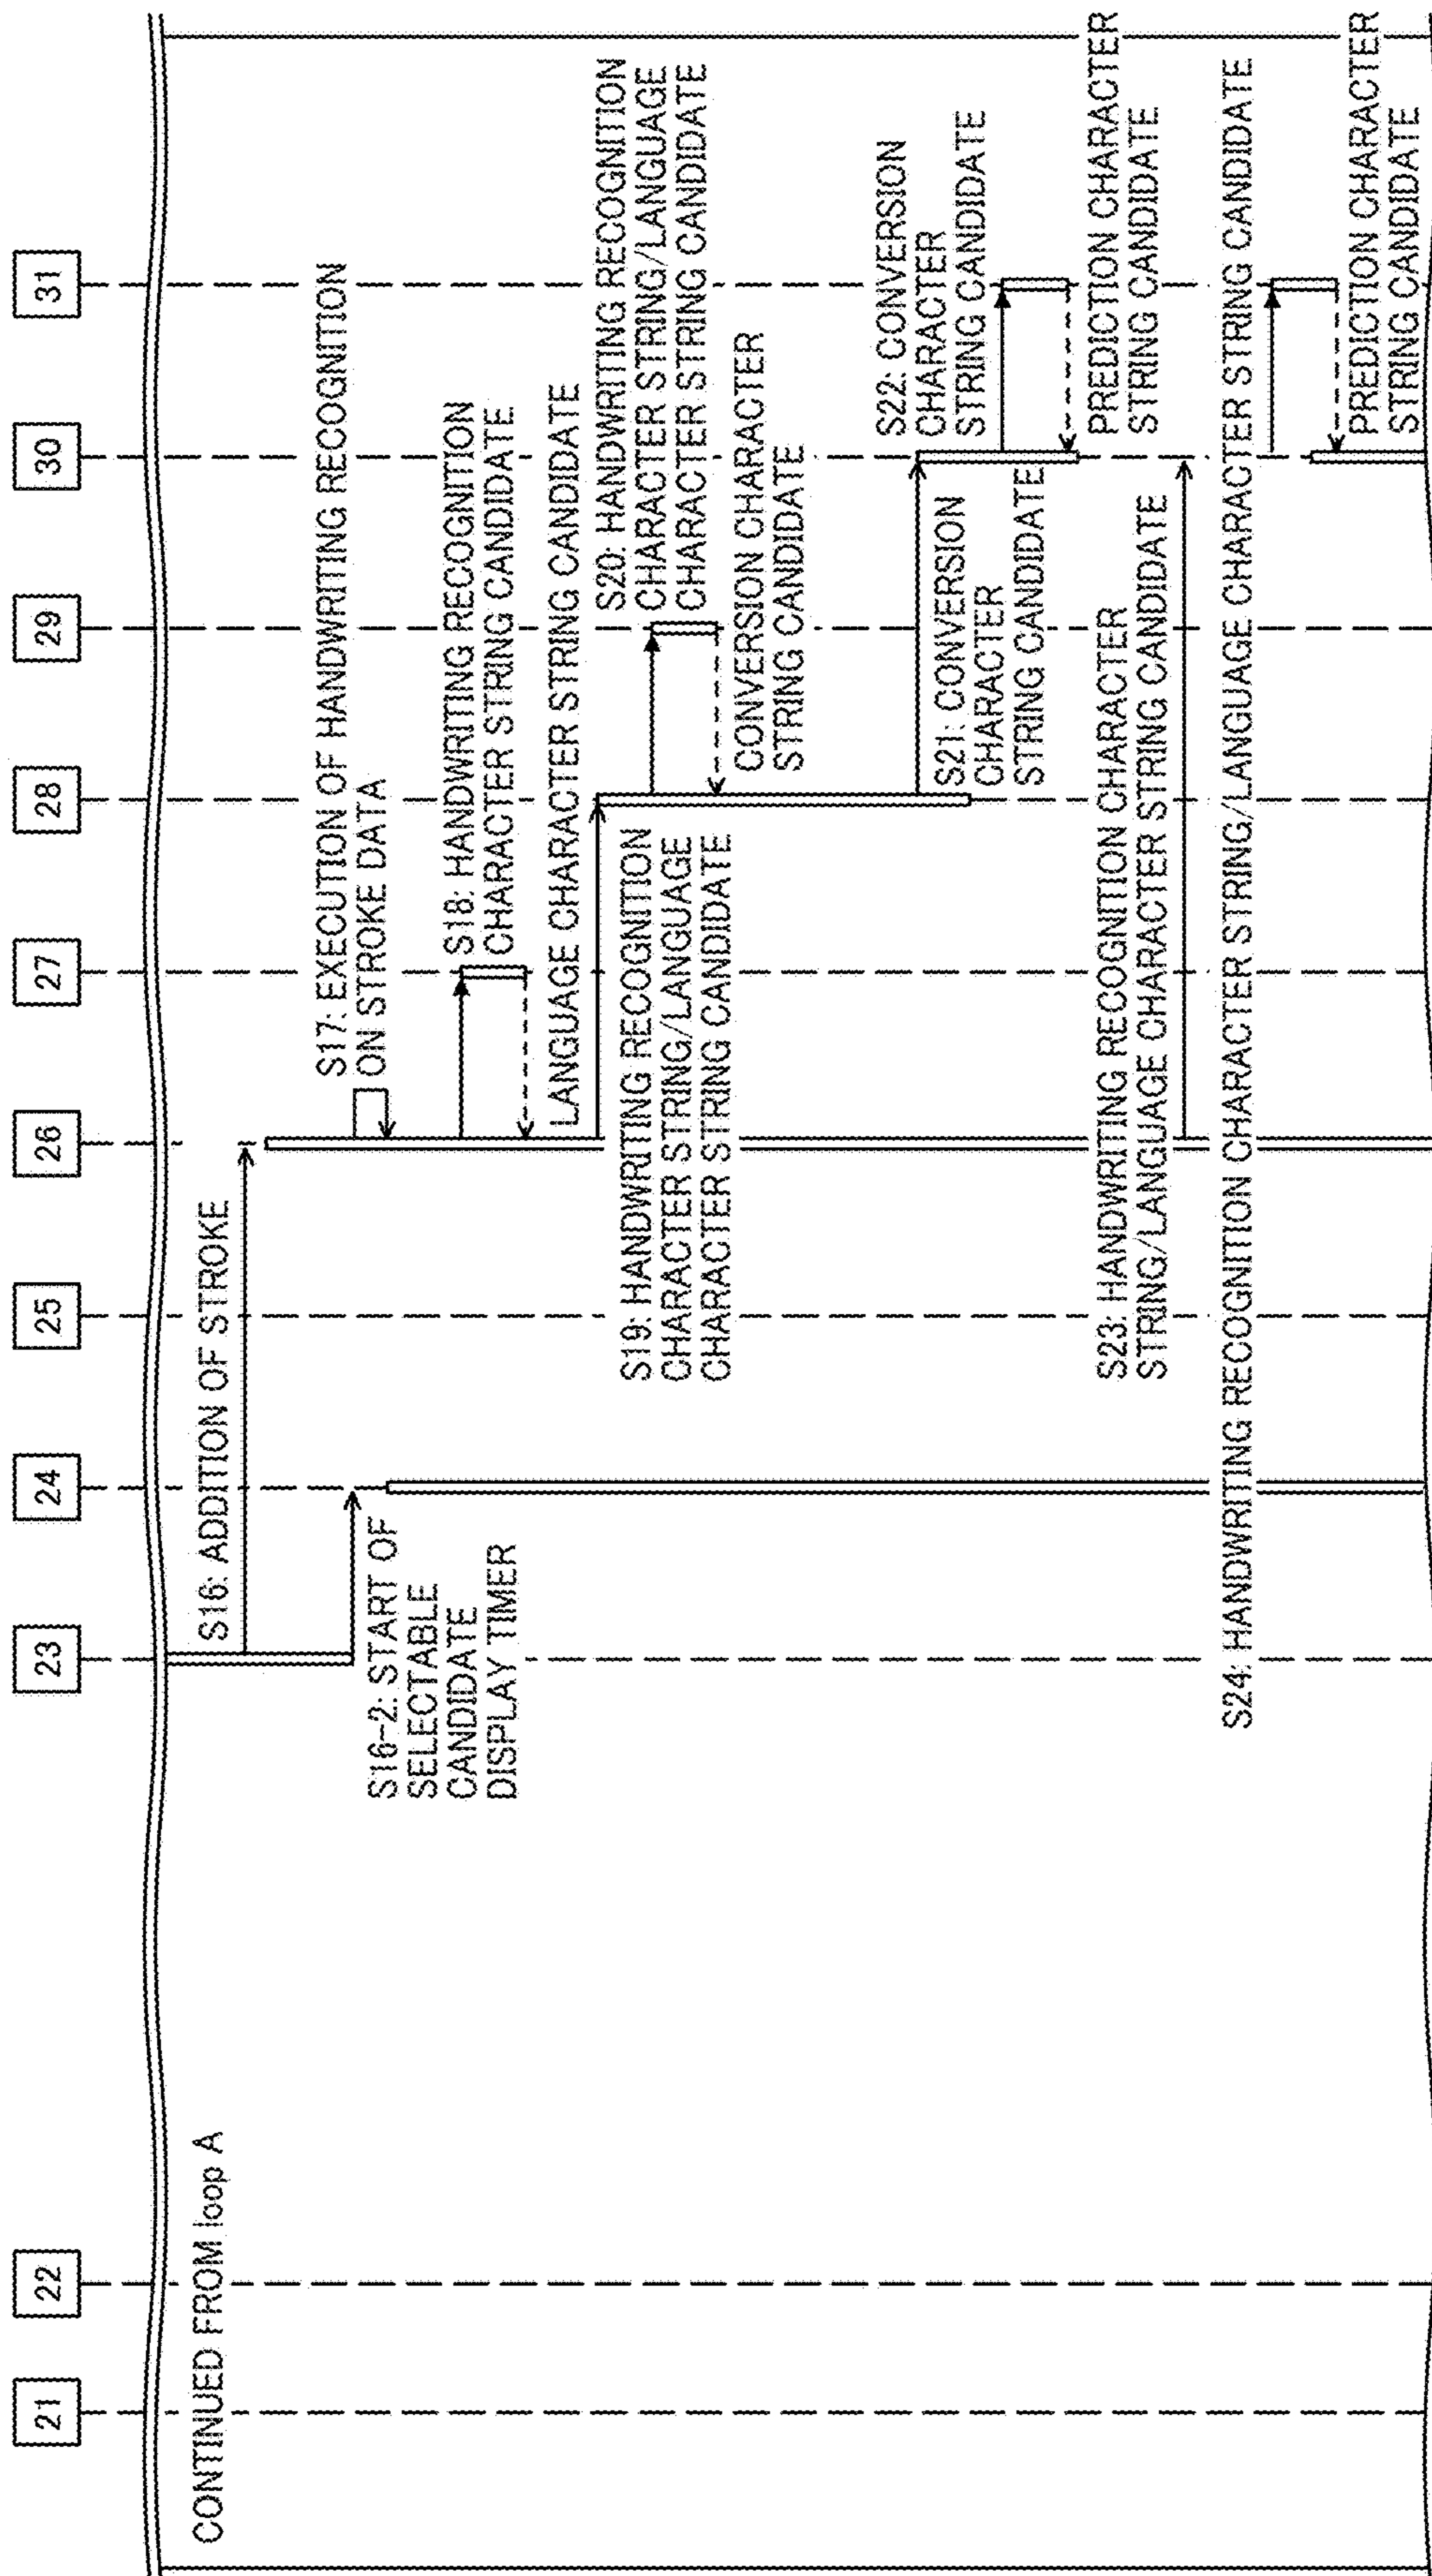 21
22
23
24
25
26
27
28
29
30
31
CONTINUED FROM loop A
S16: ADDITION OF STROKE
S16-2: START OF
SELECTABLE
CANDIDATE
DISPLAY TIMER
S17: EXECUTION OF HANDWRITING RECOGNITION
ON STROKE DATA
S18: HANDWRITING RECOGNITION
CHARACTER STRING CANDIDATE
LANGUAGE CHARACTER STRING CANDIDATE
S19: HANDWRITING RECOGNITION
CHARACTER STRING/LANGUAGE
CHARACTER STRING CANDIDATE
S20: HANDWRITING RECOGNITION
CHARACTER STRING/LANGUAGE
CHARACTER STRING CANDIDATE
CONVERSION CHARACTER
STRING CANDIDATE
S21: CONVERSION
CHARACTER
STRING CANDIDATE
S22: CONVERSION
CHARACTER
STRING CANDIDATE
PREDICTION CHARACTER
STRING CANDIDATE
S23: HANDWRITING RECOGNITION CHARACTER
STRING/LANGUAGE CHARACTER STRING CANDIDATE
S24: HANDWRITING RECOGNITION CHARACTER STRING/LANGUAGE CHARACTER STRING CANDIDATE
PREDICTION CHARACTER
STRING CANDIDATE